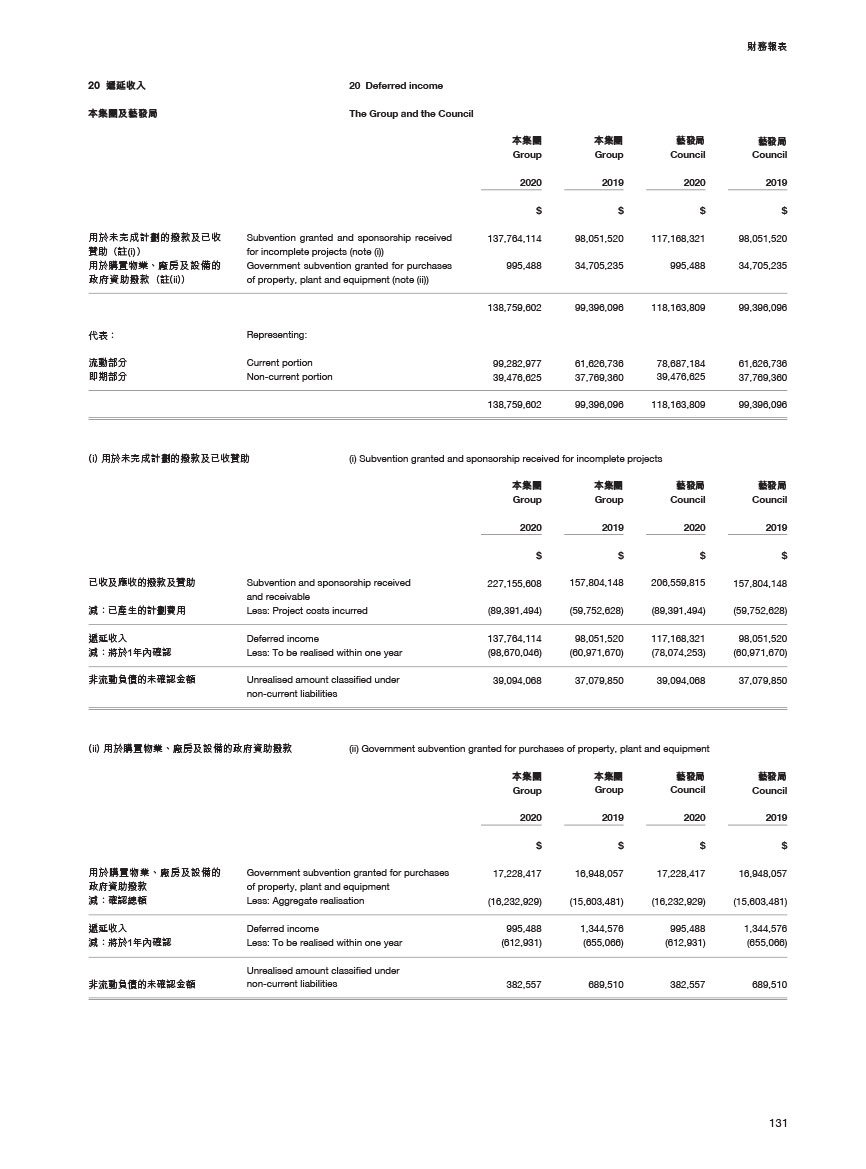 財務報表
20 遞延收入 20 Deferred income
本集團及藝發局 The Group and the Council
本集團 本集團 藝發局 藝發局
Group Group Council Council
2020 2019 2020 2019
$ $ $ $
用於未完成計劃的撥款及已收 Subvention granted and sponsorship received 137,764,114 98,051,520 117,168,321 98,051,520
贊助（註(i)） for incomplete projects (note (i))
用於購置物業、廠房及設備的 Government subvention granted for purchases 995,488 34,705,235 995,488 34,705,235
政府資助撥款（註(ii)） of property, plant and equipment (note (ii))
138,759,602 99,396,096 118,163,809 99,396,096
代表： Representing:
流動部分 Current portion 99,282,977 61,626,736 78,687,184 61,626,736
即期部分 Non-current portion 39,476,625 37,769,360 39,476,625 37,769,360
138,759,602 99,396,096 118,163,809 99,396,096
(i) 用於未完成計劃的撥款及已收贊助 (i) Subvention granted and sponsorship received for incomplete projects
本集團 本集團 藝發局 藝發局
Group Group Council Council
2020 2019 2020 2019
$ $ $ $
已收及應收的撥款及贊助 Subvention and sponsorship received 227,155,608 157,804,148 206,559,815 157,804,148
and receivable
減：已產生的計劃費用 Less: Project costs incurred (89,391,494) (59,752,628) (89,391,494) (59,752,628)
遞延收入 Deferred income 137,764,114 98,051,520 117,168,321 98,051,520
減：將於1年內確認 Less: To be realised within one year (98,670,046) (60,971,670) (78,074,253) (60,971,670)
非流動負債的未確認金額 Unrealised amount classified under 39,094,068 37,079,850 39,094,068 37,079,850
non-current liabilities
(ii) 用於購置物業、廠房及設備的政府資助撥款 (ii) Government subvention granted for purchases of property, plant and equipment
本集團 本集團 藝發局 藝發局
Group Group Council Council
2020 2019 2020 2019
$ $ $ $
用於購置物業、廠房及設備的 Government subvention granted for purchases 17,228,417 16,948,057 17,228,417 16,948,057
政府資助撥款 of property, plant and equipment
減：確認總額 Less: Aggregate realisation (16,232,929) (15,603,481) (16,232,929) (15,603,481)
遞延收入 Deferred income 995,488 1,344,576 995,488 1,344,576
減：將於1年內確認 Less: To be realised within one year (612,931) (655,066) (612,931) (655,066)
Unrealised amount classified under
非流動負債的未確認金額 non-current liabilities 382,557 689,510 382,557 689,510
131